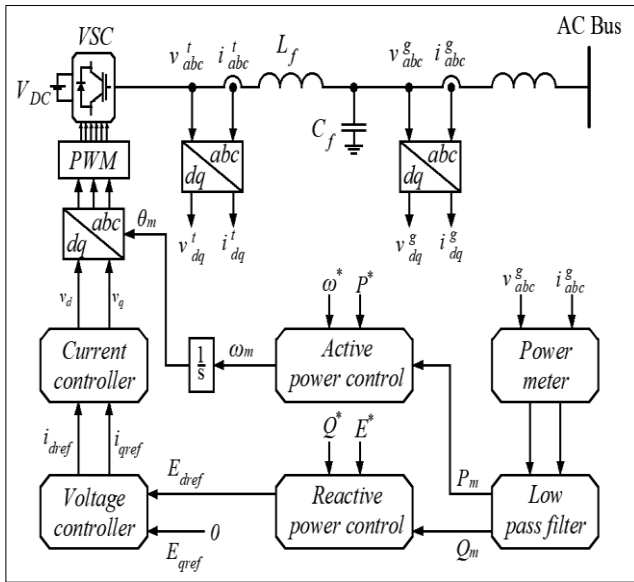 VSC
V_DC
v^t_abc
i^t_abc
L_f
v^g_abc
i^g_abc
AC Bus
C_f
PWM
abc
dq
abc
dq
abc
dq
θ_m
v^t_dq
i^t_dq
v^g_dq
i^g_dq
v_d
v_q
ω*
P*
v^g_abc
i^g_abc
Current
controller
1
s
ω_m
Active
power control
Power
meter
i_dref
i_qref
Q*
E*
P_m
Voltage
controller
E_dref
0
E_qref
Reactive
power control
Q_m
Low
pass filter